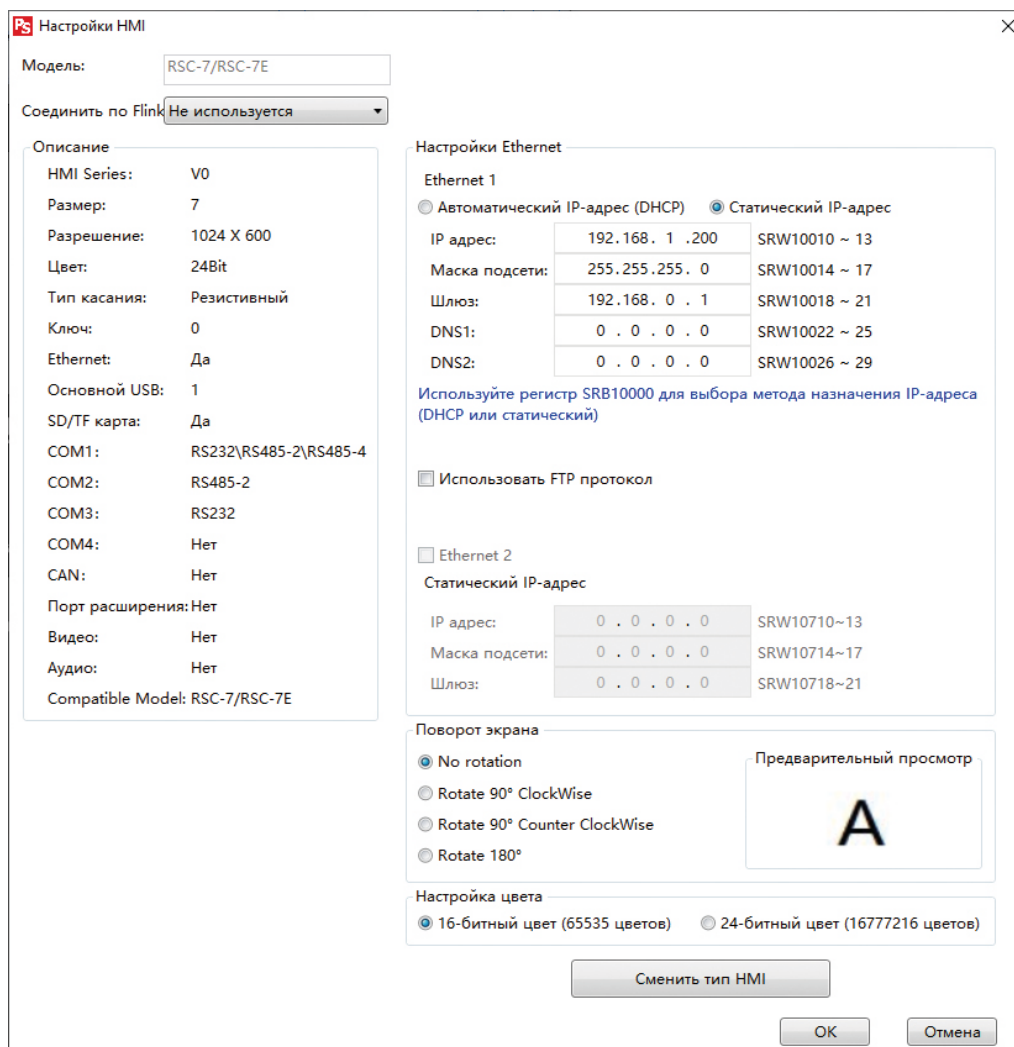 PS Настройки HMI
Модель: RSC-7/RSC-7E
Соединить по Flink Не используется
Описание
HMI Series: V0
Размер: 7
Разрешение: 1024 X 600
Цвет: 24Bit
Тип касания: Резистивный
Ключ: 0
Ethernet: Да
Основной USB: 1
SD/TF карта: Да
COM1: RS232\RS485-2\RS485-4
COM2: RS485-2
COM3: RS232
COM4: Нет
CAN: Нет
Порт расширения: Нет
Видео: Нет
Аудио: Нет
Compatible Model: RSC-7/RSC-7E
Настройки Ethernet
Ethernet 1
Автоматический IP-адрес (DHCP) Статический IP-адрес
IP адрес: 192.168. 1 .200 SRW10010 ~ 13
Маска подсети: 255.255.255. 0 SRW10014 ~ 17
Шлюз: 192.168. 0 . 1 SRW10018 ~ 21
DNS1: 0 . 0 . 0 . 0 SRW10022 ~ 25
DNS2: 0 . 0 . 0 . 0 SRW10026 ~ 29
Используйте регистр SRB10000 для выбора метода назначения IP-адреса
(DHCP или статический)
Использовать FTP протокол
Ethernet 2
Статический IP-адрес
IP адрес: 0 . 0 . 0 . 0 SRW10710~13
Маска подсети: 0 . 0 . 0 . 0 SRW10714~17
Шлюз: 0 . 0 . 0 . 0 SRW10718~21
Поворот экрана
No rotation
Rotate 90° ClockWise
Rotate 90° Counter ClockWise
Rotate 180°
Предварительный просмотр
A
Настройка цвета
16-битный цвет (65535 цветов) 24-битный цвет (16777216 цветов)
Сменить тип HMI
OK Отмена